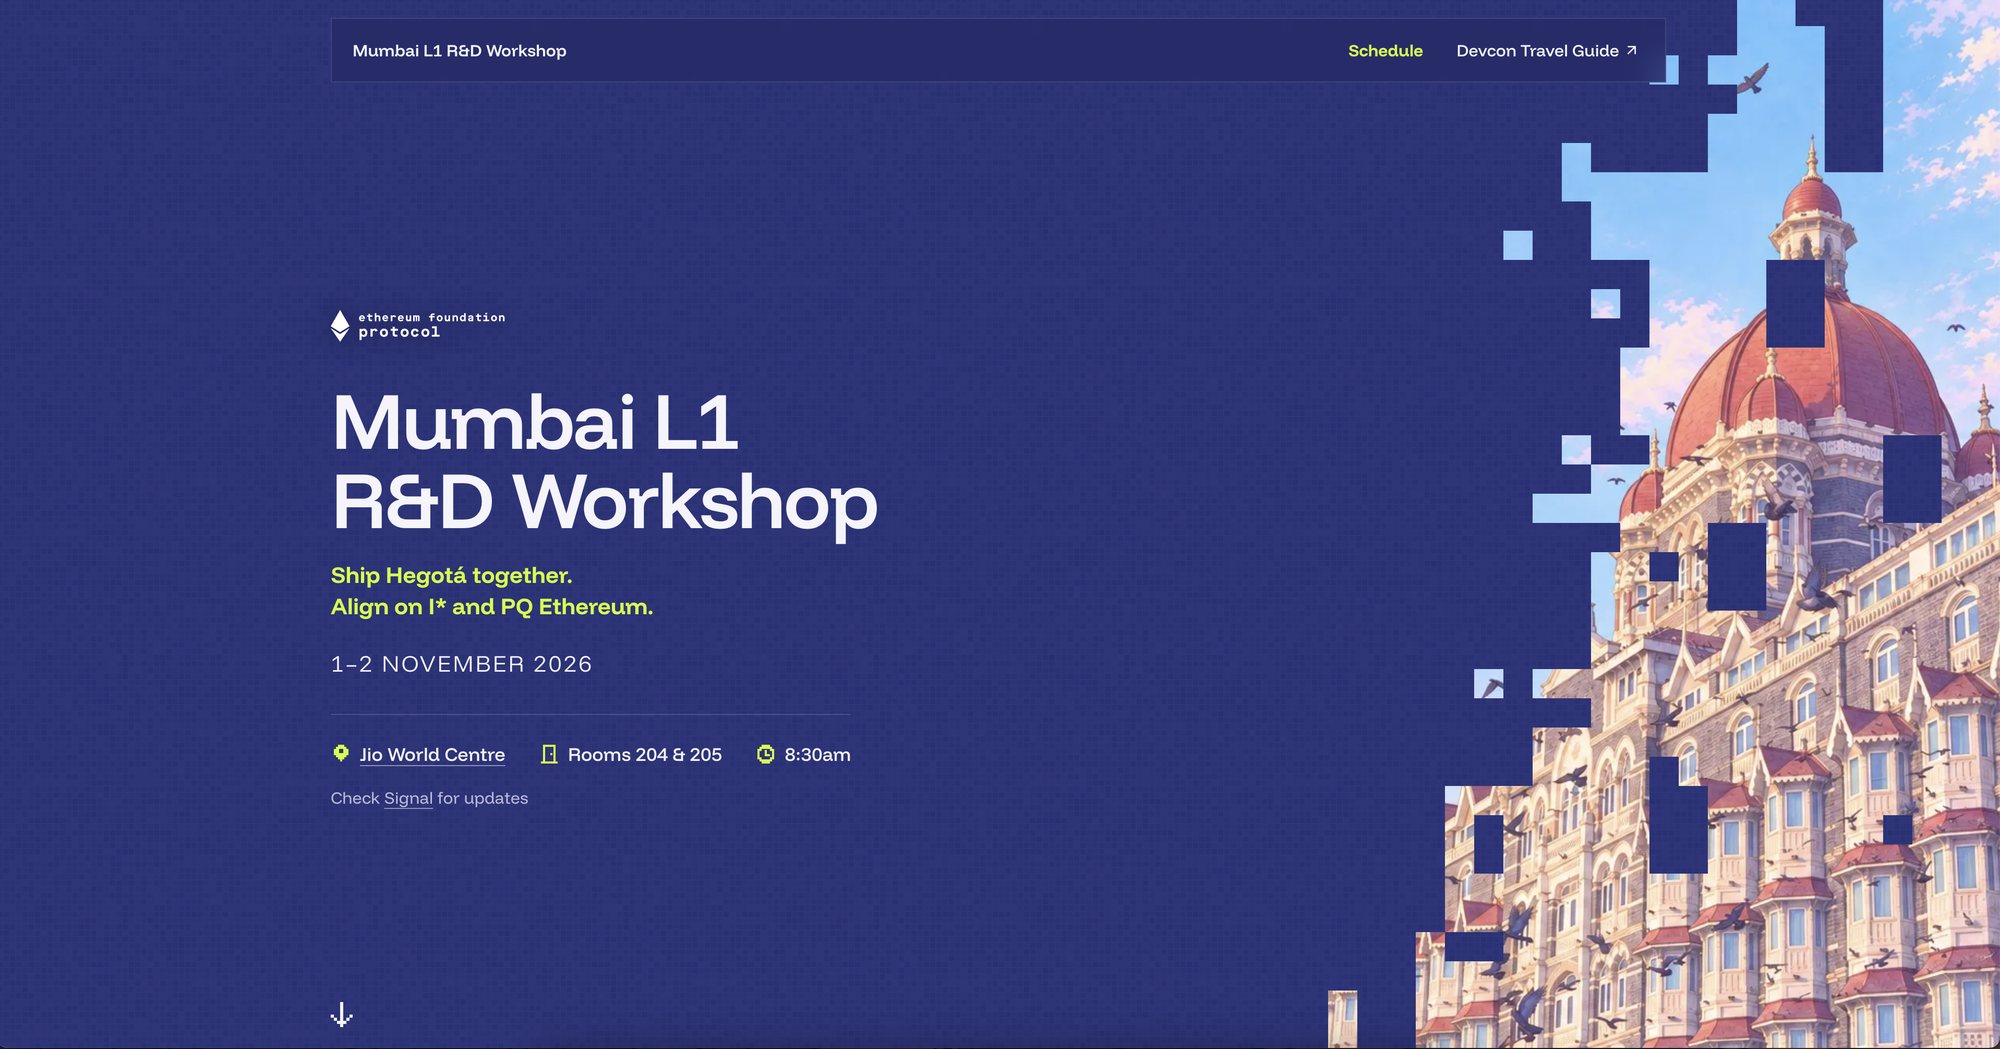 Mumbai L1 R&D Workshop
Schedule
Devcon Travel Guide
ethereum foundation
protocol
Mumbai L1
R&D Workshop
Ship Hegotá together.
Align on I* and PQ Ethereum.
1–2 NOVEMBER 2026
Jio World Centre
Rooms 204 & 205
8:30am
Check Signal for updates